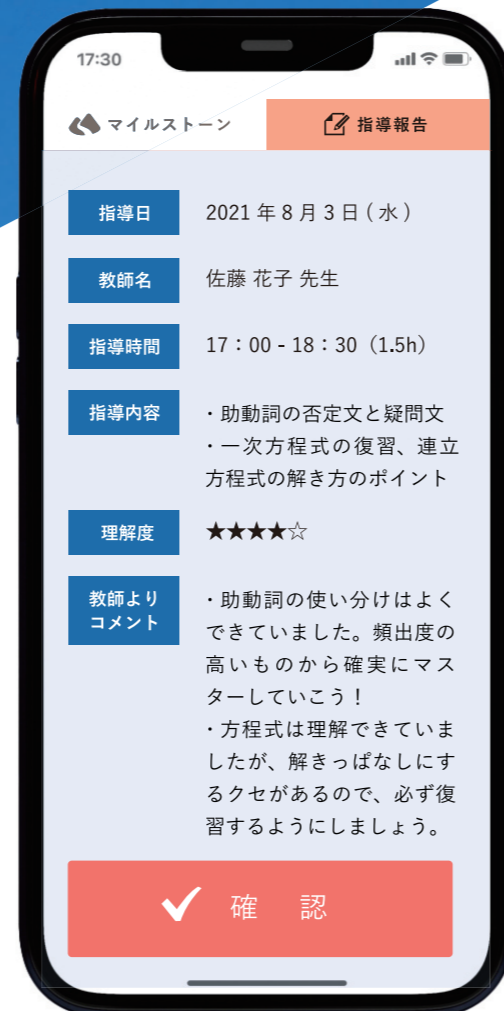 17:30
マイルストーン
指導報告
指導日
2021年8月3日(水)
教師名
佐藤 花子 先生
指導時間
17：00 - 18：30（1.5h）
指導内容
・助動詞の否定文と疑問文
・一次方程式の復習、連立
方程式の解き方のポイント
理解度
★★★★☆
教師より
コメント
・助動詞の使い分けはよく
できていました。頻出度の
高いものから確実にマス
ターしていこう！
・方程式は理解できていま
したが、解きっぱなしにす
るクセがあるので、必ず復
習するようにしましょう。
確 認